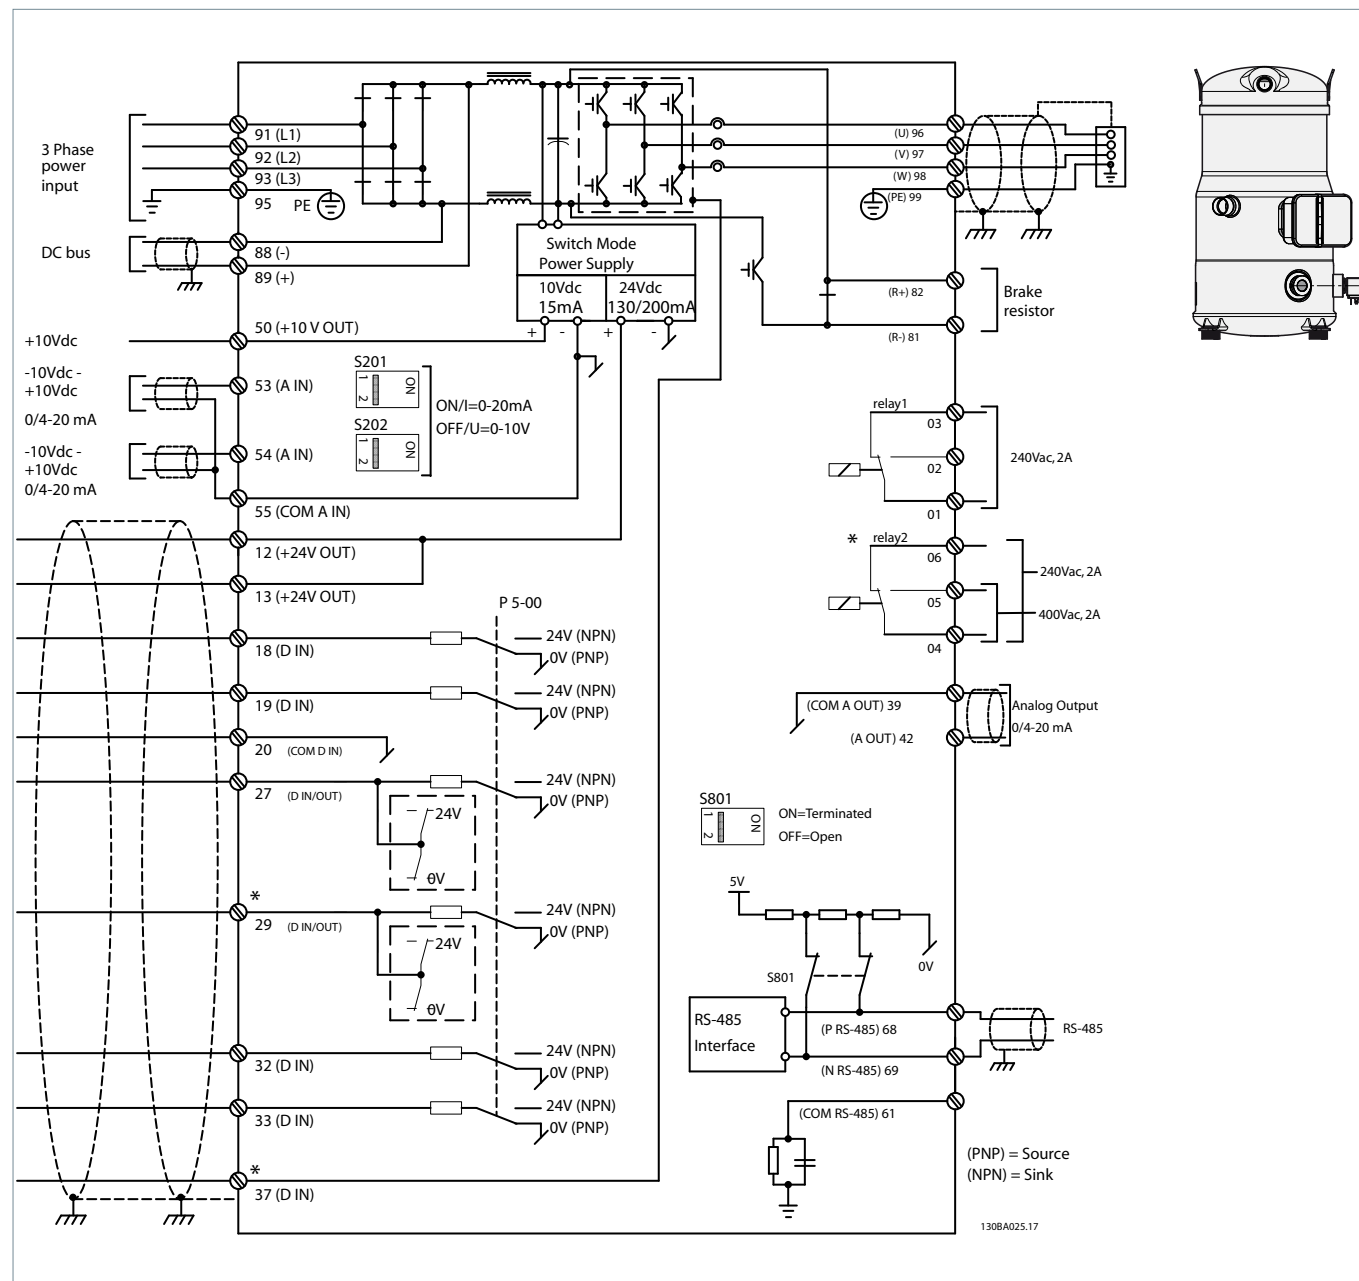 3 Phase
power
input
91 (L1)
92 (L2)
93 (L3)
95
PE
DC bus
88 (-)
89 (+)
Switch Mode
Power Supply
10Vdc
15mA
24Vdc
130/200mA
+
-
+
-
(U) 96
(V) 97
(W) 98
(PE) 99
(R+) 82
(R-) 81
Brake
resistor
+10Vdc
50 (+10 V OUT)
-10Vdc -
+10Vdc
0/4-20 mA
53 (A IN)
-10Vdc -
+10Vdc
0/4-20 mA
54 (A IN)
55 (COM A IN)
S201
1
2
ON
S202
1
2
ON
ON/I=0-20mA
OFF/U=0-10V
12 (+24V OUT)
13 (+24V OUT)
P 5-00
18 (D IN)
24V (NPN)
0V (PNP)
19 (D IN)
24V (NPN)
0V (PNP)
20 (COM D IN)
27 (D IN/OUT)
24V (NPN)
0V (PNP)
24V
0V
*
29 (D IN/OUT)
24V (NPN)
0V (PNP)
24V
0V
32 (D IN)
24V (NPN)
0V (PNP)
33 (D IN)
24V (NPN)
0V (PNP)
*
37 (D IN)
relay1
03
02
01
240Vac, 2A
*
relay2
06
05
04
240Vac, 2A
400Vac, 2A
(COM A OUT) 39
(A OUT) 42
Analog Output
0/4-20 mA
S801
1
2
ON
ON=Terminated
OFF=Open
5V
0V
S801
RS-485
Interface
(P RS-485) 68
(N RS-485) 69
RS-485
(COM RS-485) 61
(PNP) = Source
(NPN) = Sink
130BA025.17